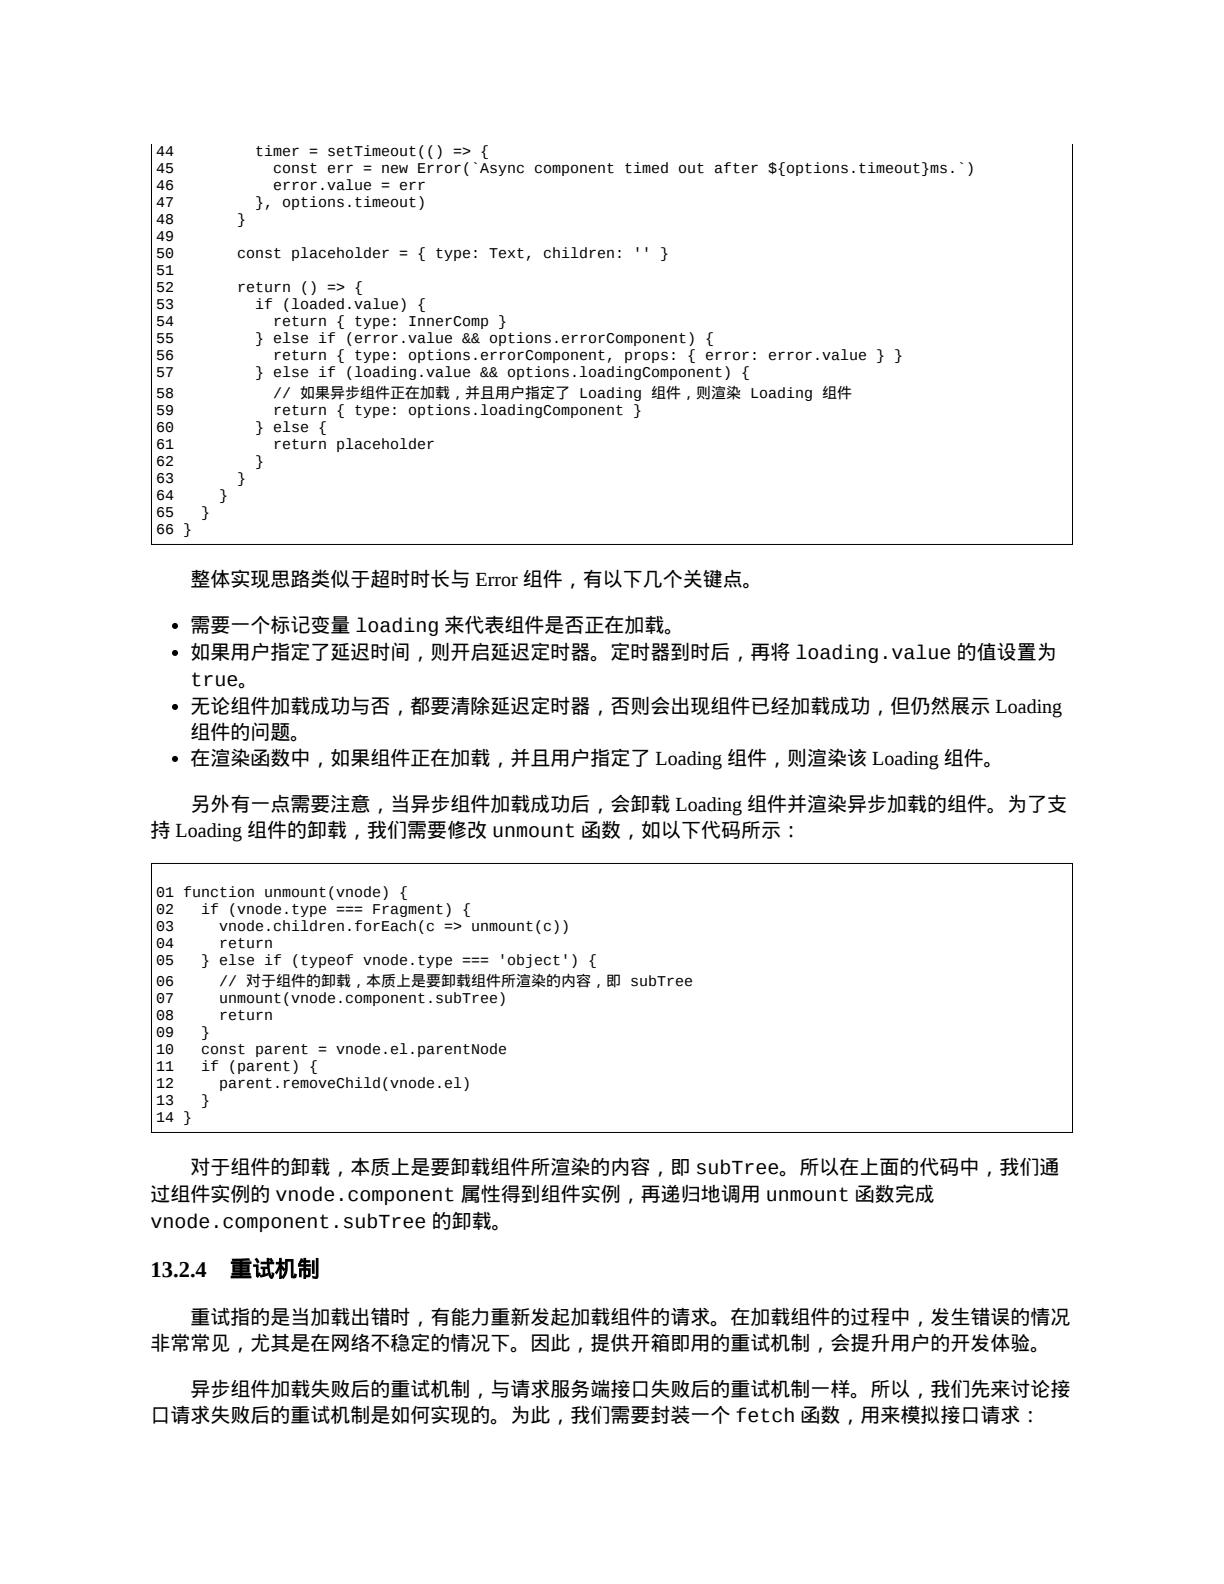 44         timer = setTimeout(() => {
45           const err = new Error(`Async component timed out after ${options.timeout}ms.`)
46           error.value = err
47         }, options.timeout)
48       }
49
50       const placeholder = { type: Text, children: '' }
51
52       return () => {
53         if (loaded.value) {
54           return { type: InnerComp }
55         } else if (error.value && options.errorComponent) {
56           return { type: options.errorComponent, props: { error: error.value } }
57         } else if (loading.value && options.loadingComponent) {
58           // 如果异步组件正在加载，并且用户指定了 Loading 组件，则渲染 Loading 组件
59           return { type: options.loadingComponent }
60         } else {
61           return placeholder
62         }
63       }
64     }
65   }
66 }
整体实现思路类似于超时时长与 Error 组件，有以下几个关键点。
• 需要一个标记变量 loading 来代表组件是否正在加载。
• 如果用户指定了延迟时间，则开启延迟定时器。定时器到时后，再将 loading.value 的值设置为
true。
• 无论组件加载成功与否，都要清除延迟定时器，否则会出现组件已经加载成功，但仍然展示 Loading
组件的问题。
• 在渲染函数中，如果组件正在加载，并且用户指定了 Loading 组件，则渲染该 Loading 组件。
另外有一点需要注意，当异步组件加载成功后，会卸载 Loading 组件并渲染异步加载的组件。为了支
持 Loading 组件的卸载，我们需要修改 unmount 函数，如以下代码所示：
01 function unmount(vnode) {
02   if (vnode.type === Fragment) {
03     vnode.children.forEach(c => unmount(c))
04     return
05   } else if (typeof vnode.type === 'object') {
06     // 对于组件的卸载，本质上是要卸载组件所渲染的内容，即 subTree
07     unmount(vnode.component.subTree)
08     return
09   }
10   const parent = vnode.el.parentNode
11   if (parent) {
12     parent.removeChild(vnode.el)
13   }
14 }
对于组件的卸载，本质上是要卸载组件所渲染的内容，即 subTree。所以在上面的代码中，我们通
过组件实例的 vnode.component 属性得到组件实例，再递归地调用 unmount 函数完成
vnode.component.subTree 的卸载。
13.2.4 重试机制
重试指的是当加载出错时，有能力重新发起加载组件的请求。在加载组件的过程中，发生错误的情况
非常常见，尤其是在网络不稳定的情况下。因此，提供开箱即用的重试机制，会提升用户的开发体验。
异步组件加载失败后的重试机制，与请求服务端接口失败后的重试机制一样。所以，我们先来讨论接
口请求失败后的重试机制是如何实现的。为此，我们需要封装一个 fetch 函数，用来模拟接口请求：